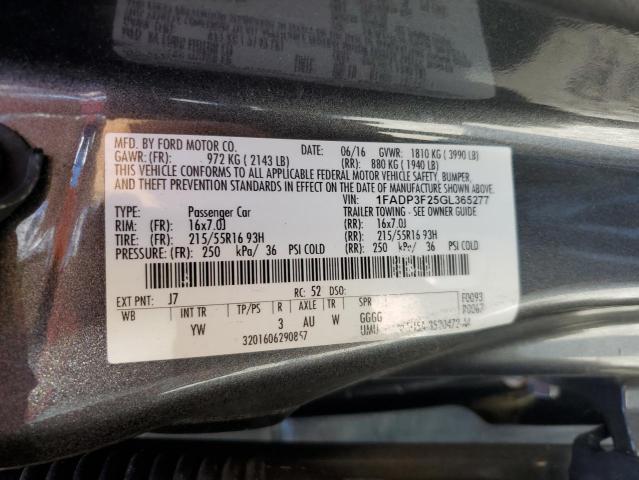 MFD. BY FORD MOTOR CO. DATE: 06/16 GVWR: 1810 KG ( 3990 LB)
GAWR: (FR): 972 KG ( 2143 LB) (RR): 880 KG ( 1940 LB)
THIS VEHICLE CONFORMS TO ALL APPLICABLE FEDERAL MOTOR VEHICLE SAFETY, BUMPER,
AND THEFT PREVENTION STANDARDS IN EFFECT ON THE DATE OF MANUFACTURE SHOWN ABOVE.
VIN: 1FADP3F25GL365277
TYPE: Passenger Car TRAILER TOWING - SEE OWNER GUIDE
RIM: (FR): 16x7.0J (RR): 16x7.0J
TIRE: (FR): 215/55R16 93H (RR): 215/55R16 93H
PRESSURE: (FR): 250 kPa/ 36 PSI COLD (RR): 250 kPa/ 36 PSI COLD
EXT PNT: J7 RC: 52 DSO: F0093
WB INT TR TP/PS R AXLE TR SPR
YW 3 AU W GGGG
3201606290857 UMU